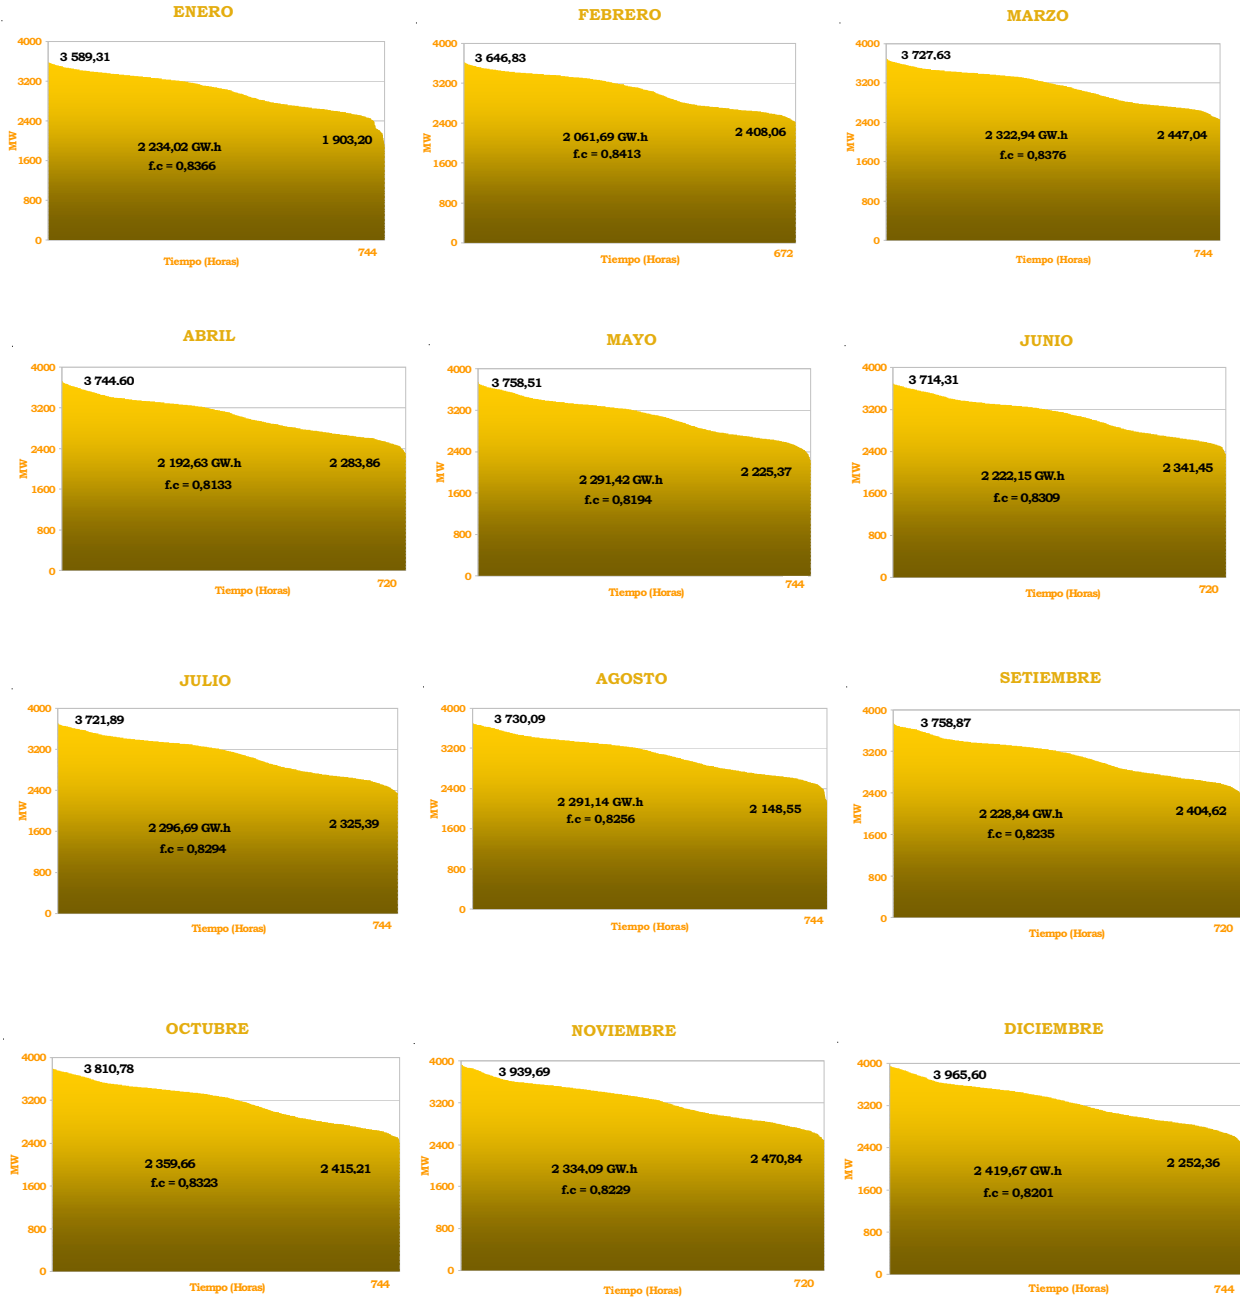 ENERO
4000
3 589,31
3200
2400
MW
2 234,02 GW.h
1 903,20
1600
f.c = 0,8366
800
0
744
Tiempo (Horas)
FEBRERO
4000
3 646,83
3200
2400
MW
2 061,69 GW.h
2 408,06
1600
f.c = 0,8413
800
0
672
Tiempo (Horas)
MARZO
4000
3 727,63
3200
2400
MW
2 322,94 GW.h
2 447,04
1600
f.c = 0,8376
800
0
744
Tiempo (Horas)
ABRIL
4000
3 744.60
3200
2400
MW
2 192,63 GW.h
2 283,86
1600
f.c = 0,8133
800
0
720
Tiempo (Horas)
MAYO
4000
3 758,51
3200
2400
MW
2 291,42 GW.h
2 225,37
1600
f.c = 0,8194
800
0
744
Tiempo (Horas)
JUNIO
4000
3 714,31
3200
2400
MW
2 222,15 GW.h
2 341,45
1600
f.c = 0,8309
800
0
720
Tiempo (Horas)
JULIO
4000
3 721,89
3200
2400
MW
2 296,69 GW.h
2 325,39
1600
f.c = 0,8294
800
0
744
Tiempo (Horas)
AGOSTO
4000
3 730,09
3200
2400
MW
2 291,14 GW.h
2 148,55
f.c = 0,8256
1600
800
0
744
Tiempo (Horas)
SETIEMBRE
4000
3 758,87
3200
2400
MW
2 228,84 GW.h
2 404,62
1600
f.c = 0,8235
800
0
720
Tiempo (Horas)
OCTUBRE
4000
3 810,78
3200
2400
MW
2 359,66
2 415,21
1600
f.c = 0,8323
800
0
744
Tiempo (Horas)
NOVIEMBRE
4000
3 939,69
3200
2400
MW
2 334,09 GW.h
2 470,84
1600
f.c = 0,8229
800
0
720
Tiempo (Horas)
DICIEMBRE
4000
3 965,60
3200
2400
MW
2 419,67 GW.h
2 252,36
1600
f.c = 0,8201
800
0
744
Tiempo (Horas)